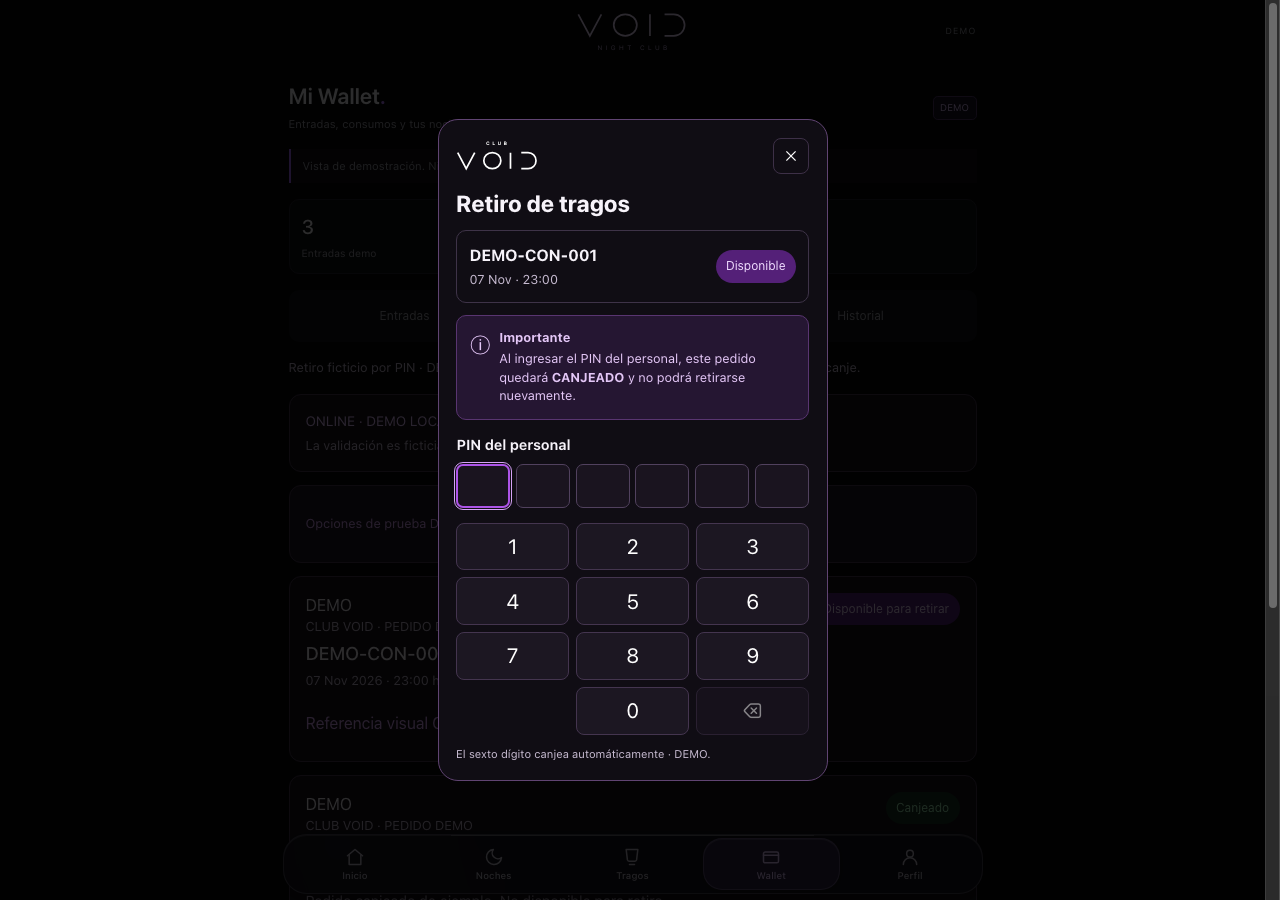 VOID
NIGHT CLUB
DEMO
Mi Wallet.
DEMO
Entradas, consumos y tus no
Vista de demostración. N
3
Entradas demo
Entradas
Historial
Retiro ficticio por PIN · DE
canje.
ONLINE · DEMO LOC
La validación es fictici
Opciones de prueba D
DEMO
Disponible para retirar
CLUB VOID · PEDIDO
DEMO-CON-00
07 Nov 2026 · 23:00 h
Referencia visual
CLUB
VOID
Retiro de tragos
DEMO-CON-001
07 Nov · 23:00
Disponible
Importante
Al ingresar el PIN del personal, este pedido
quedará CANJEADO y no podrá retirarse
nuevamente.
PIN del personal
1 2 3
4 5 6
7 8 9
0
El sexto dígito canjea automáticamente · DEMO.
DEMO
Canjeado
CLUB VOID · PEDIDO DEMO
Inicio
Noches
Tragos
Wallet
Perfil